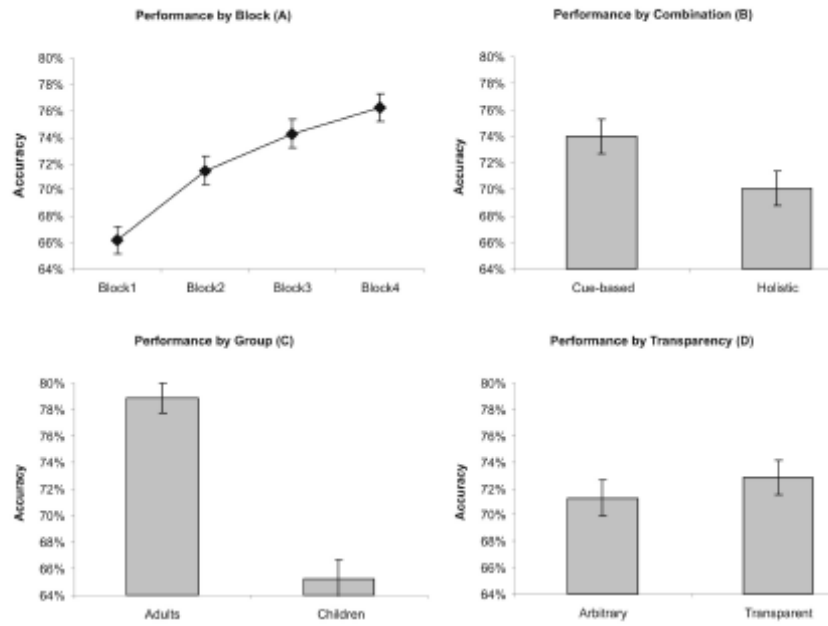 Performance by Block (A)
Accuracy
80%
78%
76%
74%
72%
70%
68%
66%
64%
Block1
Block2
Block3
Block4
Performance by Combination (B)
Accuracy
80%
78%
76%
74%
72%
70%
68%
66%
64%
Cue-based
Holistic
Performance by Group (C)
Accuracy
80%
78%
76%
74%
72%
70%
68%
66%
64%
Adults
Children
Performance by Transparency (D)
Accuracy
80%
78%
76%
74%
72%
70%
68%
66%
64%
Arbitrary
Transparent